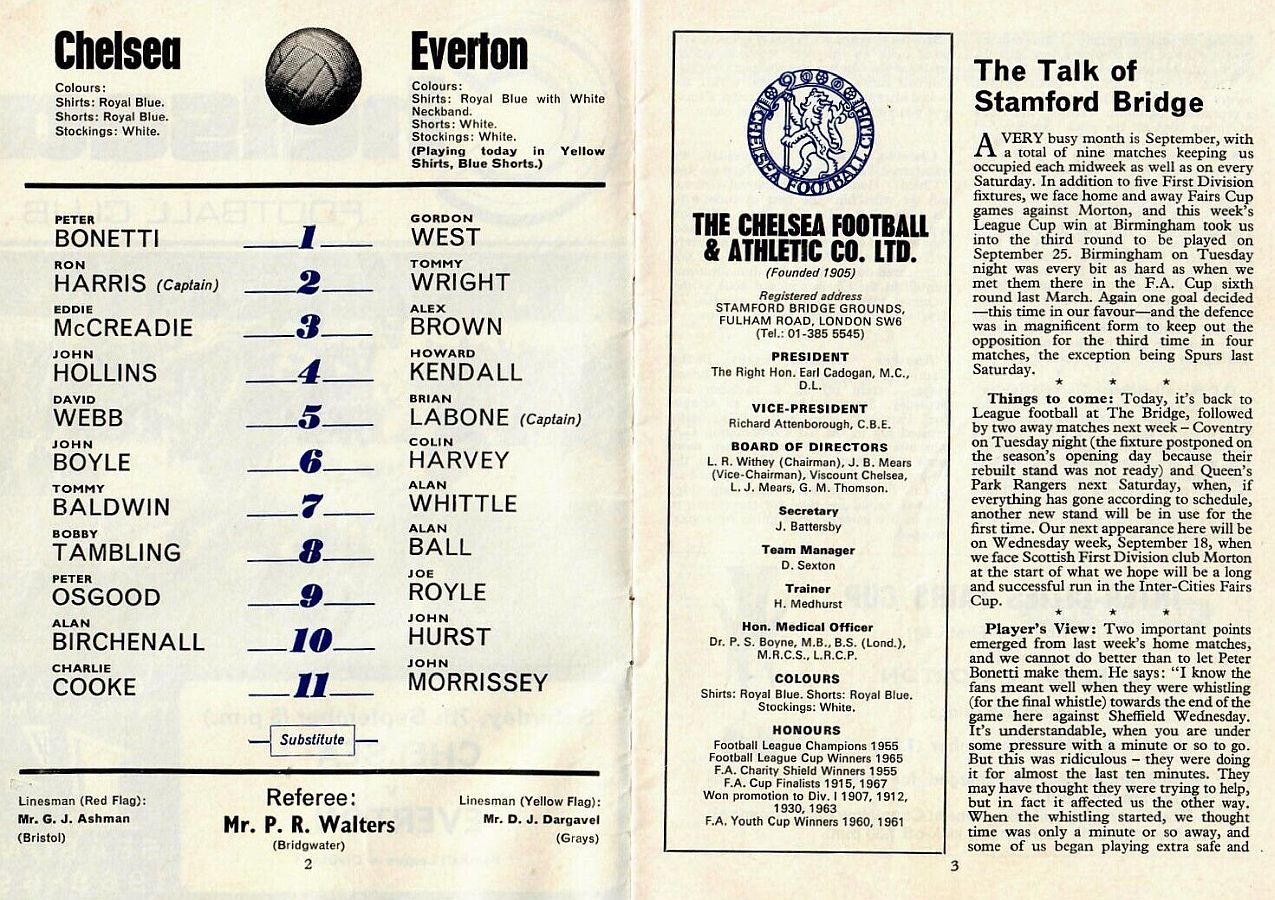 Chelsea
Colours:
Shirts: Royal Blue.
Shorts: Royal Blue.
Stockings: White.
Everton
Colours:
Shirts: Royal Blue with White
Neckband.
Shorts: White.
Stockings: White.
(Playing today in Yellow
Shirts, Blue Shorts.)
PETER
BONETTI
1
GORDON
WEST
RON
HARRIS (Captain)
2
TOMMY
WRIGHT
EDDIE
McCREADIE
3
ALEX
BROWN
JOHN
HOLLINS
4
HOWARD
KENDALL
DAVID
WEBB
5
BRIAN
LABONE (Captain)
JOHN
BOYLE
6
COLIN
HARVEY
TOMMY
BALDWIN
7
ALAN
WHITTLE
BOBBY
TAMBLING
8
ALAN
BALL
PETER
OSGOOD
9
JOE
ROYLE
ALAN
BIRCHENALL
10
JOHN
HURST
CHARLIE
COOKE
11
JOHN
MORRISSEY
Substitute
Linesman (Red Flag):
Mr. G. J. Ashman
(Bristol)
Referee:
Mr. P. R. Walters
(Bridgwater)
Linesman (Yellow Flag):
Mr. D. J. Dargavel
(Grays)
2
CHELSEA FOOTBALL CLUB
THE CHELSEA FOOTBALL
& ATHLETIC CO. LTD.
(Founded 1905)
Registered address
STAMFORD BRIDGE GROUNDS,
FULHAM ROAD, LONDON SW6
(Tel.: 01-385 5545)
PRESIDENT
The Right Hon. Earl Cadogan, M.C.,
D.L.
VICE-PRESIDENT
Richard Attenborough, C.B.E.
BOARD OF DIRECTORS
L. R. Withey (Chairman), J. B. Mears
(Vice-Chairman), Viscount Chelsea,
L. J. Mears, G. M. Thomson.
Secretary
J. Battersby
Team Manager
D. Sexton
Trainer
H. Medhurst
Hon. Medical Officer
Dr. P. S. Boyne, M.B., B.S. (Lond.),
M.R.C.S., L.R.C.P.
COLOURS
Shirts: Royal Blue. Shorts: Royal Blue.
Stockings: White.
HONOURS
Football League Champions 1955
Football League Cup Winners 1965
F.A. Charity Shield Winners 1955
F.A. Cup Finalists 1915, 1967
Won promotion to Div. I 1907, 1912,
1930, 1963
F.A. Youth Cup Winners 1960, 1961
The Talk of
Stamford Bridge
A VERY busy month is September, with
a total of nine matches keeping us
occupied each midweek as well as on every
Saturday. In addition to five First Division
fixtures, we face home and away Fairs Cup
games against Morton, and this week's
League Cup win at Birmingham took us
into the third round to be played on
September 25. Birmingham on Tuesday
night was every bit as hard as when we
met them there in the F.A. Cup sixth
round last March. Again one goal decided
—this time in our favour—and the defence
was in magnificent form to keep out the
opposition for the third time in four
matches, the exception being Spurs last
Saturday.
* * *
Things to come: Today, it's back to
League football at The Bridge, followed
by two away matches next week – Coventry
on Tuesday night (the fixture postponed on
the season's opening day because their
rebuilt stand was not ready) and Queen's
Park Rangers next Saturday, when, if
everything has gone according to schedule,
another new stand will be in use for the
first time. Our next appearance here will be
on Wednesday week, September 18, when
we face Scottish First Division club Morton
at the start of what we hope will be a long
and successful run in the Inter-Cities Fairs
Cup.
* * *
Player's View: Two important points
emerged from last week's home matches,
and we cannot do better than to let Peter
Bonetti make them. He says: "I know the
fans meant well when they were whistling
(for the final whistle) towards the end of the
game here against Sheffield Wednesday.
It's understandable, when you are under
some pressure with a minute or so to go.
But this was ridiculous – they were doing
it for almost the last ten minutes. They
may have thought they were trying to help,
but in fact it affected us the other way.
When the whistling started, we thought
time was only a minute or so away, and
some of us began playing extra safe and
3